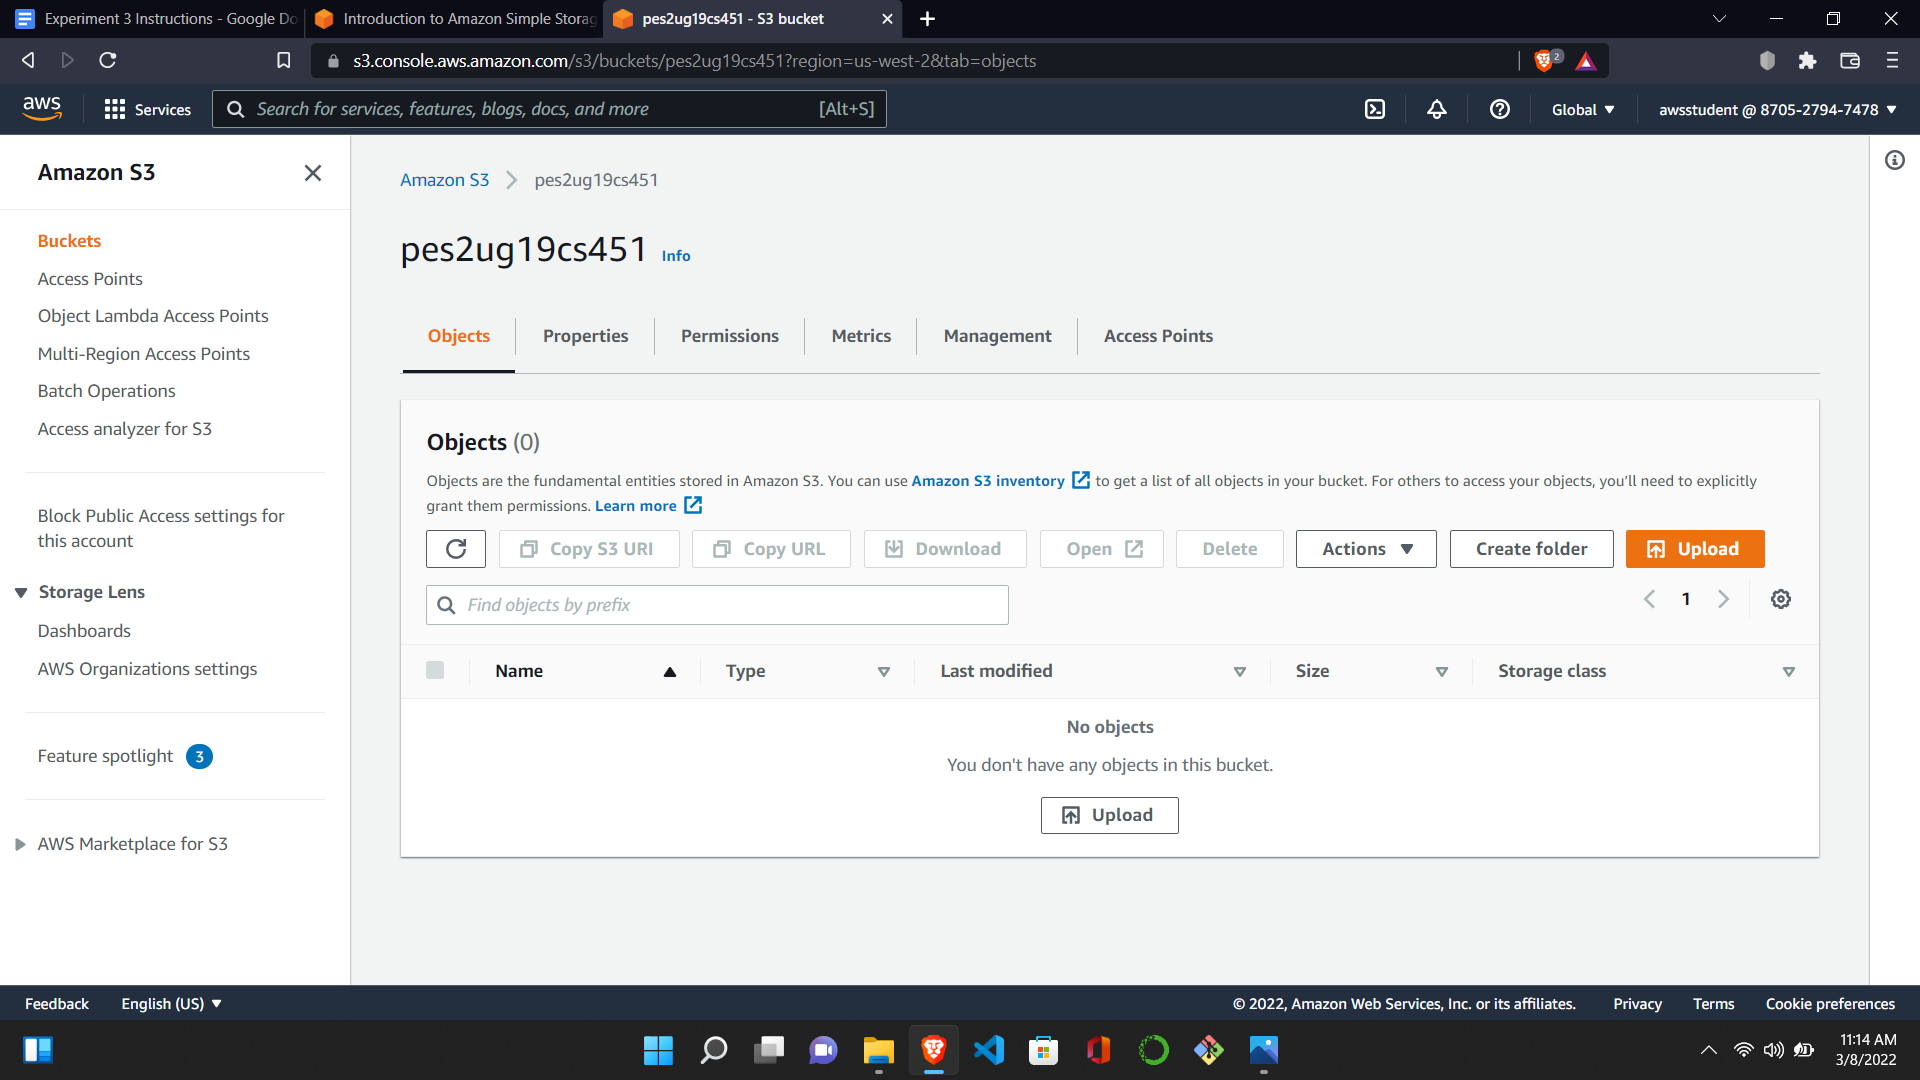 Experiment 3 Instructions - Google Do
Introduction to Amazon Simple Storag
pes2ug19cs451 - S3 bucket
s3.console.aws.amazon.com/s3/buckets/pes2ug19cs451?region=us-west-2&tab=objects
2
aws
Services
Search for services, features, blogs, docs, and more
[Alt+S]
Global
awsstudent @ 8705-2794-7478
Amazon S3
Buckets
Access Points
Object Lambda Access Points
Multi-Region Access Points
Batch Operations
Access analyzer for S3
Block Public Access settings for
this account
Storage Lens
Dashboards
AWS Organizations settings
Feature spotlight 3
AWS Marketplace for S3
Amazon S3 > pes2ug19cs451
pes2ug19cs451 Info
Objects
Properties
Permissions
Metrics
Management
Access Points
Objects (0)
Objects are the fundamental entities stored in Amazon S3. You can use Amazon S3 inventory to get a list of all objects in your bucket. For others to access your objects, you'll need to explicitly
grant them permissions. Learn more
Copy S3 URI
Copy URL
Download
Open
Delete
Actions
Create folder
Upload
Find objects by prefix
1
Name
Type
Last modified
Size
Storage class
No objects
You don't have any objects in this bucket.
Upload
Feedback
English (US)
© 2022, Amazon Web Services, Inc. or its affiliates.
Privacy
Terms
Cookie preferences
11:14 AM
3/8/2022